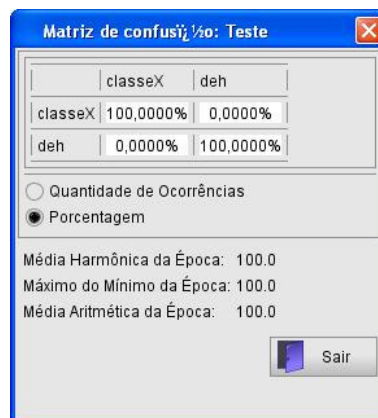 Matriz de confusï¿½o: Teste
classeX deh
classeX 100,0000% 0,0000%
deh 0,0000% 100,0000%
Quantidade de Ocorrências
Porcentagem
Média Harmônica da Época: 100.0
Máximo do Mínimo da Época: 100.0
Média Aritmética da Época: 100.0
Sair